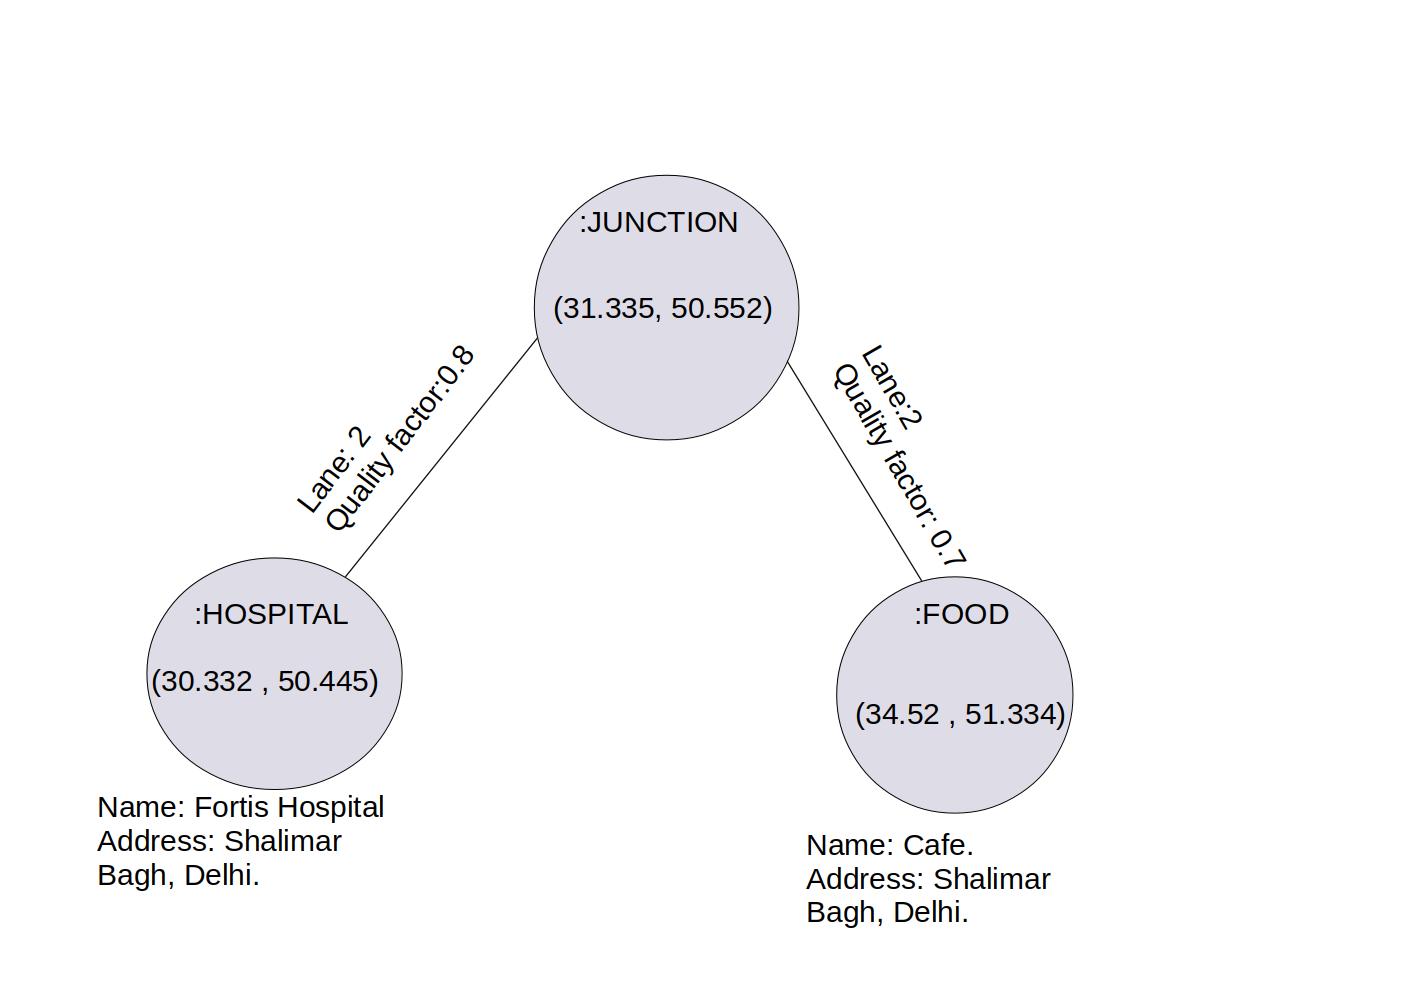 :JUNCTION
(31.335, 50.552)
Lane: 2
Quality factor:0.8
Lane:2
Quality factor: 0.7
:HOSPITAL
(30.332 , 50.445)
Name: Fortis Hospital
Address: Shalimar
Bagh, Delhi.
:FOOD
(34.52 , 51.334)
Name: Cafe.
Address: Shalimar
Bagh, Delhi.